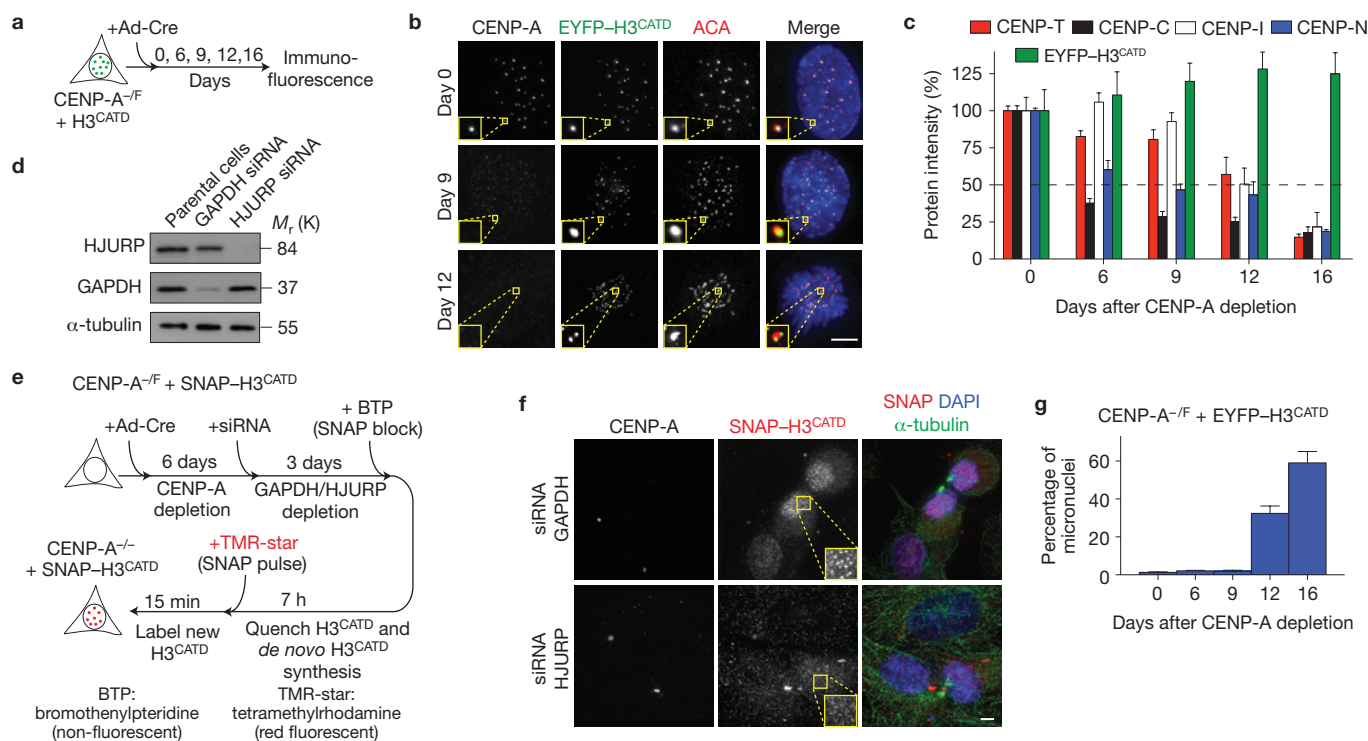 a
+Ad-Cre
0, 6, 9, 12,16
Days
Immuno-
fluorescence
CENP-A–/F
+ H3CATD
b
CENP-A
EYFP–H3CATD
ACA
Merge
Day 0
Day 9
Day 12
c
CENP-T
CENP-C
CENP-I
CENP-N
EYFP–H3CATD
Protein intensity (%)
125
100
75
50
25
0
0
6
9
12
16
Days after CENP-A depletion
d
Parental cells
GAPDH siRNA
HJURP siRNA
Mr (K)
HJURP
84
GAPDH
37
α-tubulin
55
e
CENP-A–/F + SNAP–H3CATD
+Ad-Cre
+siRNA
+ BTP
(SNAP block)
6 days
3 days
CENP-A
depletion
GAPDH/HJURP
depletion
CENP-A–/–
+ SNAP–H3CATD
+TMR-star
(SNAP pulse)
15 min
7 h
Label new
H3CATD
Quench H3CATD and
de novo H3CATD
synthesis
BTP:
bromothenylpteridine
(non-fluorescent)
TMR-star:
tetramethylrhodamine
(red fluorescent)
f
CENP-A
SNAP–H3CATD
SNAP DAPI
α-tubulin
siRNA
GAPDH
siRNA
HJURP
g
CENP-A–/F + EYFP–H3CATD
Percentage of
micronuclei
60
40
20
0
0
6
9
12
16
Days after CENP-A depletion